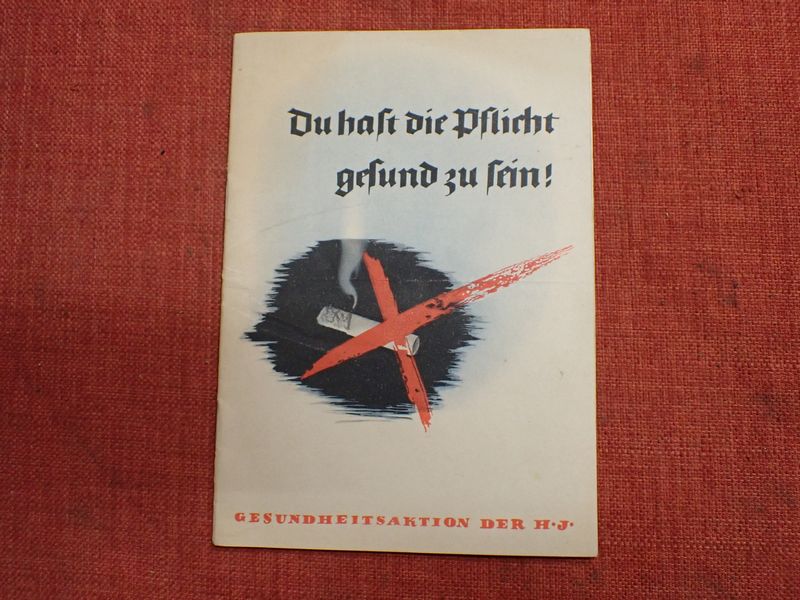 Du haſt die Pflicht
geſund zu ſein!
GESUNDHEITSAKTION DER H·J·